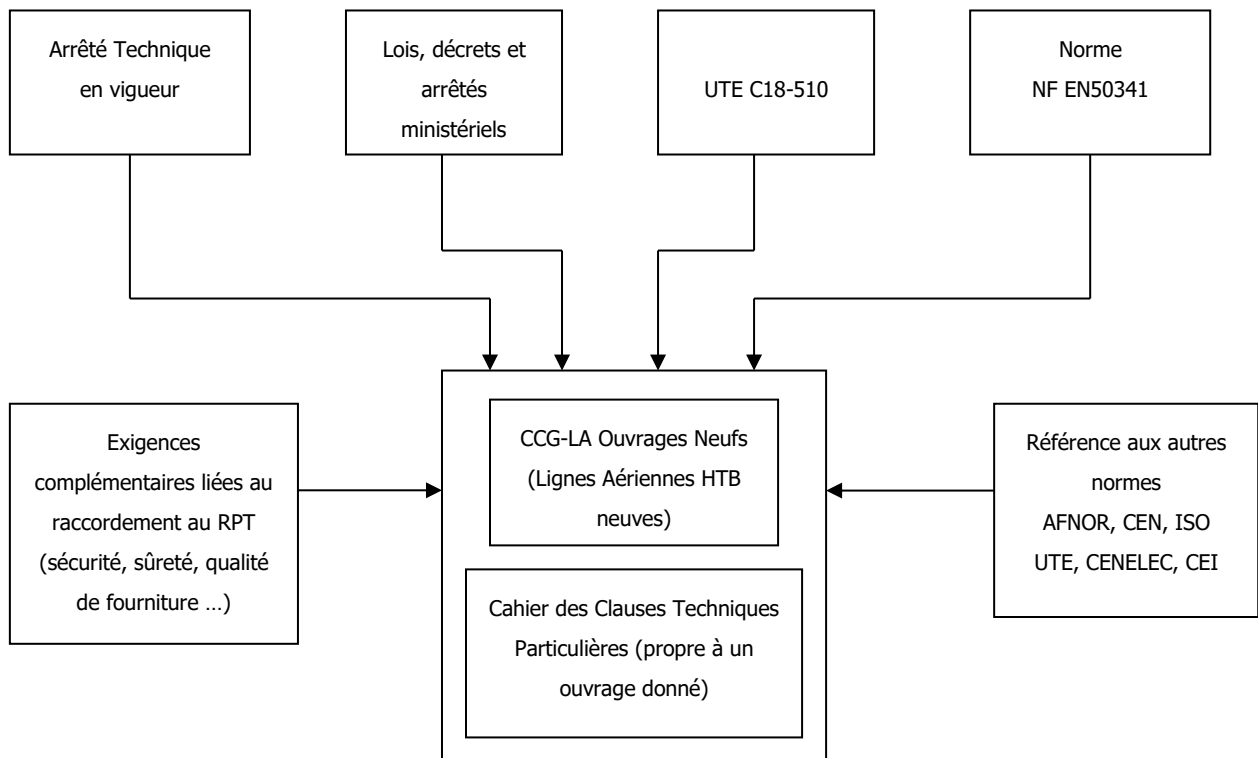 Arrêté Technique
en vigueur
Lois, décrets et
arrêtés
ministériels
UTE C18-510
Norme
NF EN50341
Exigences
complémentaires liées au
raccordement au RPT
(sécurité, sûreté, qualité
de fourniture …)
CCG-LA Ouvrages Neufs
(Lignes Aériennes HTB
neuves)
Cahier des Clauses Techniques
Particulières (propre à un
ouvrage donné)
Référence aux autres
normes
AFNOR, CEN, ISO
UTE, CENELEC, CEI